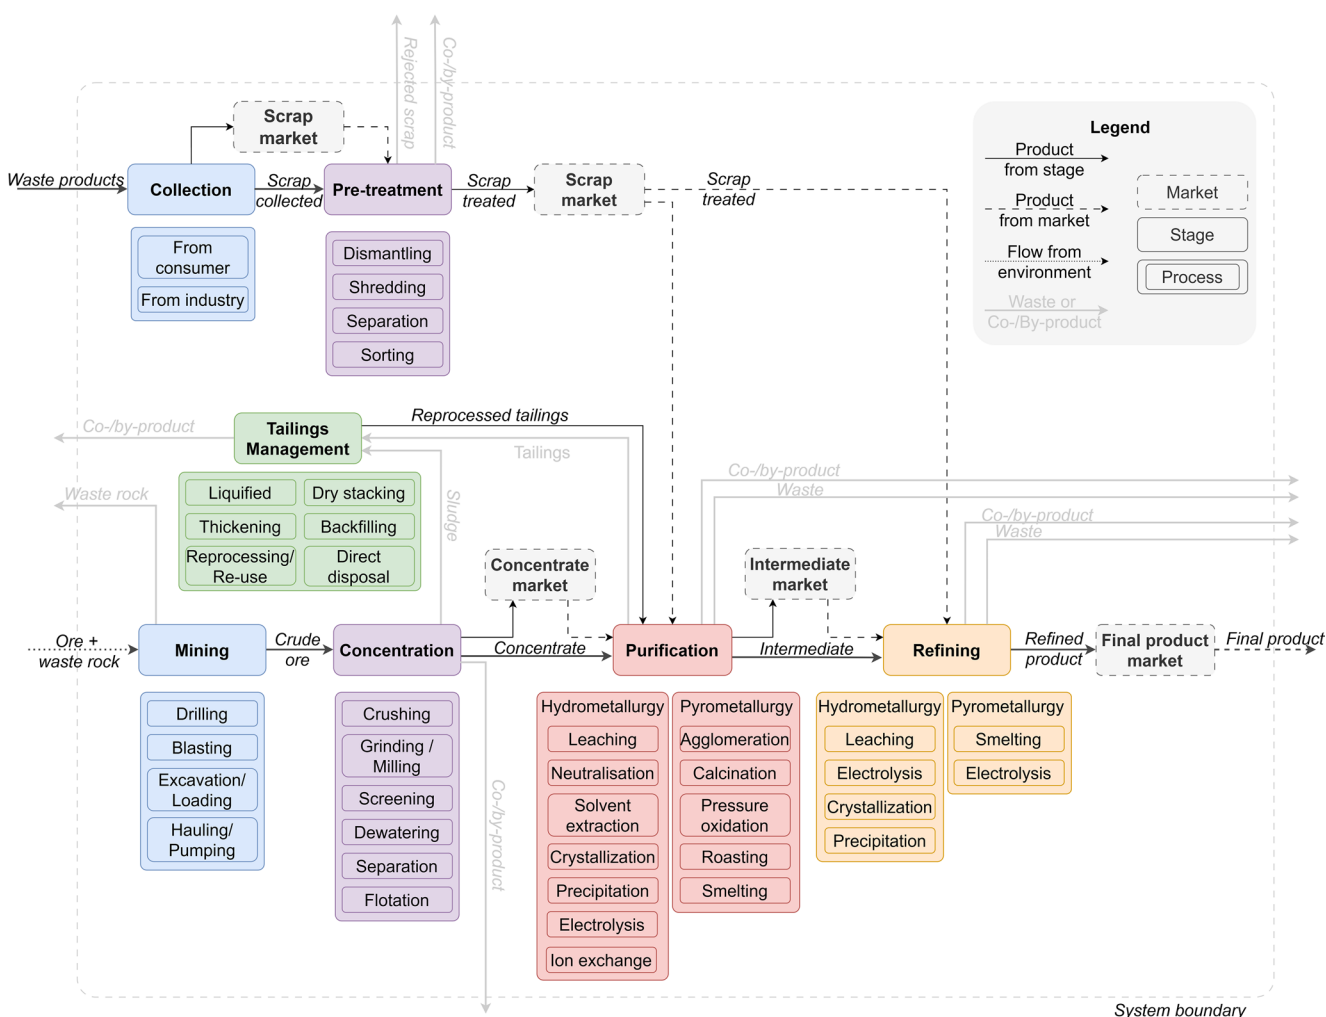 Rejected scrap
Co-/by-product
Scrap
market
Legend
Product
from stage
Product
from market
Flow from
environment
Waste or
Co-/By-product
Market
Stage
Process
Waste products
Collection
Scrap
collected
Pre-treatment
Scrap
treated
Scrap
market
Scrap
treated
From
consumer
From industry
Dismantling
Shredding
Separation
Sorting
Reprocessed tailings
Co-/by-product
Tailings
Management
Tailings
Sludge
Waste rock
Liquified
Dry stacking
Thickening
Backfilling
Reprocessing/
Re-use
Direct
disposal
Co-/by-product
Waste
Co-/by-product
Waste
Concentrate
market
Intermediate
market
Ore +
waste rock
Mining
Crude
ore
Concentration
Concentrate
Purification
Intermediate
Refining
Refined
product
Final product
market
Final product
Drilling
Blasting
Excavation/
Loading
Hauling/
Pumping
Crushing
Grinding /
Milling
Screening
Dewatering
Separation
Flotation
Co-/by-product
Hydrometallurgy
Leaching
Neutralisation
Solvent
extraction
Crystallization
Precipitation
Electrolysis
Ion exchange
Pyrometallurgy
Agglomeration
Calcination
Pressure
oxidation
Roasting
Smelting
Hydrometallurgy
Leaching
Electrolysis
Crystallization
Precipitation
Pyrometallurgy
Smelting
Electrolysis
System boundary